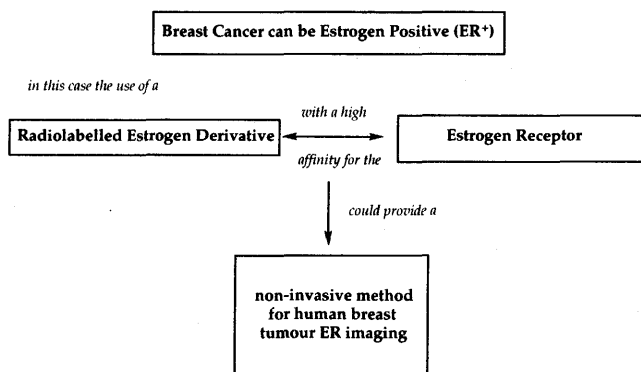 Breast Cancer can be Estrogen Positive (ER⁺)
in this case the use of a
with a high
Radiolabelled Estrogen Derivative
Estrogen Receptor
affinity for the
could provide a
non-invasive method
for human breast
tumour ER imaging